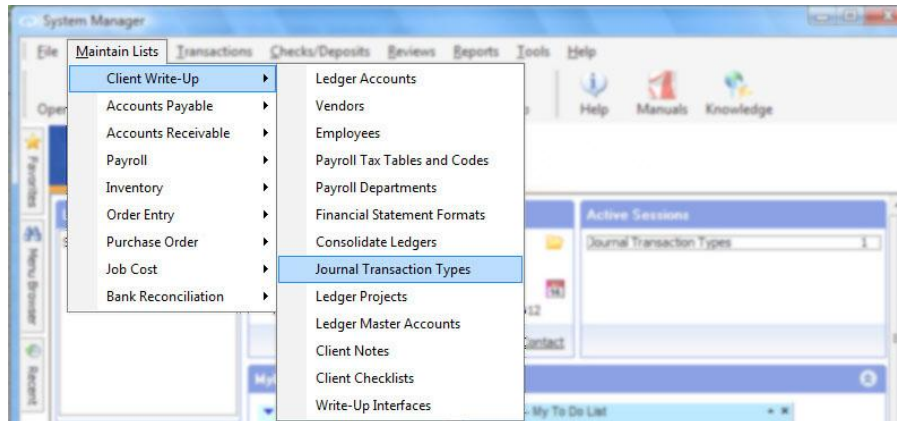 System Manager
File Maintain Lists Transactions Checks/Deposits Reviews Reports Tools Help
Client Write-Up
Accounts Payable
Accounts Receivable
Payroll
Inventory
Order Entry
Purchase Order
Job Cost
Bank Reconciliation
Ledger Accounts
Vendors
Employees
Payroll Tax Tables and Codes
Payroll Departments
Financial Statement Formats
Consolidate Ledgers
Journal Transaction Types
Ledger Projects
Ledger Master Accounts
Client Notes
Client Checklists
Write-Up Interfaces
Help Manuals Knowledge
Favorites
Menu Browser
Recent
Active Sessions
Journal Transaction Types 1
Contact
- My To Do List